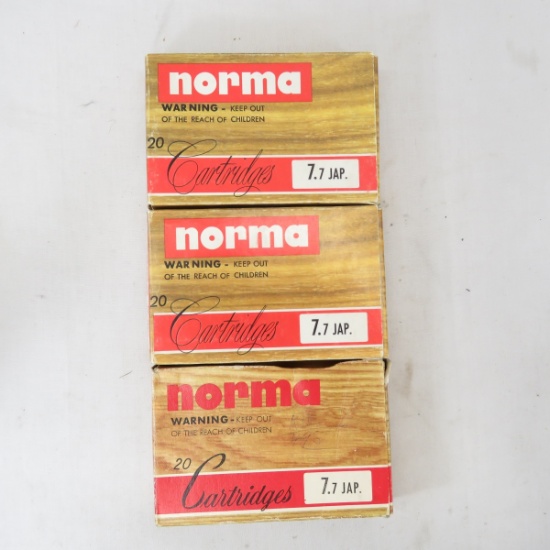 norma
WARNING - KEEP OUT
OF THE REACH OF CHILDREN
20 Cartridges 7.7 JAP.
norma
WARNING - KEEP OUT
OF THE REACH OF CHILDREN
20 Cartridges 7.7 JAP.
norma
WARNING - KEEP OUT
OF THE REACH OF CHILDREN
20 Cartridges 7.7 JAP.